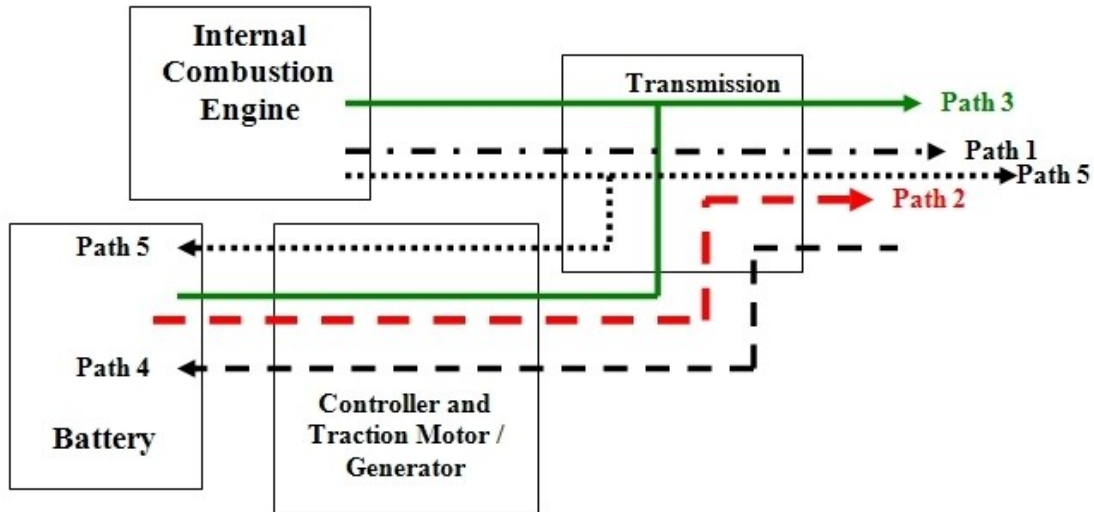 Internal
Combustion
Engine
Transmission
Path 3
Path 1
Path 5
Path 2
Path 5
Path 4
Battery
Controller and
Traction Motor /
Generator